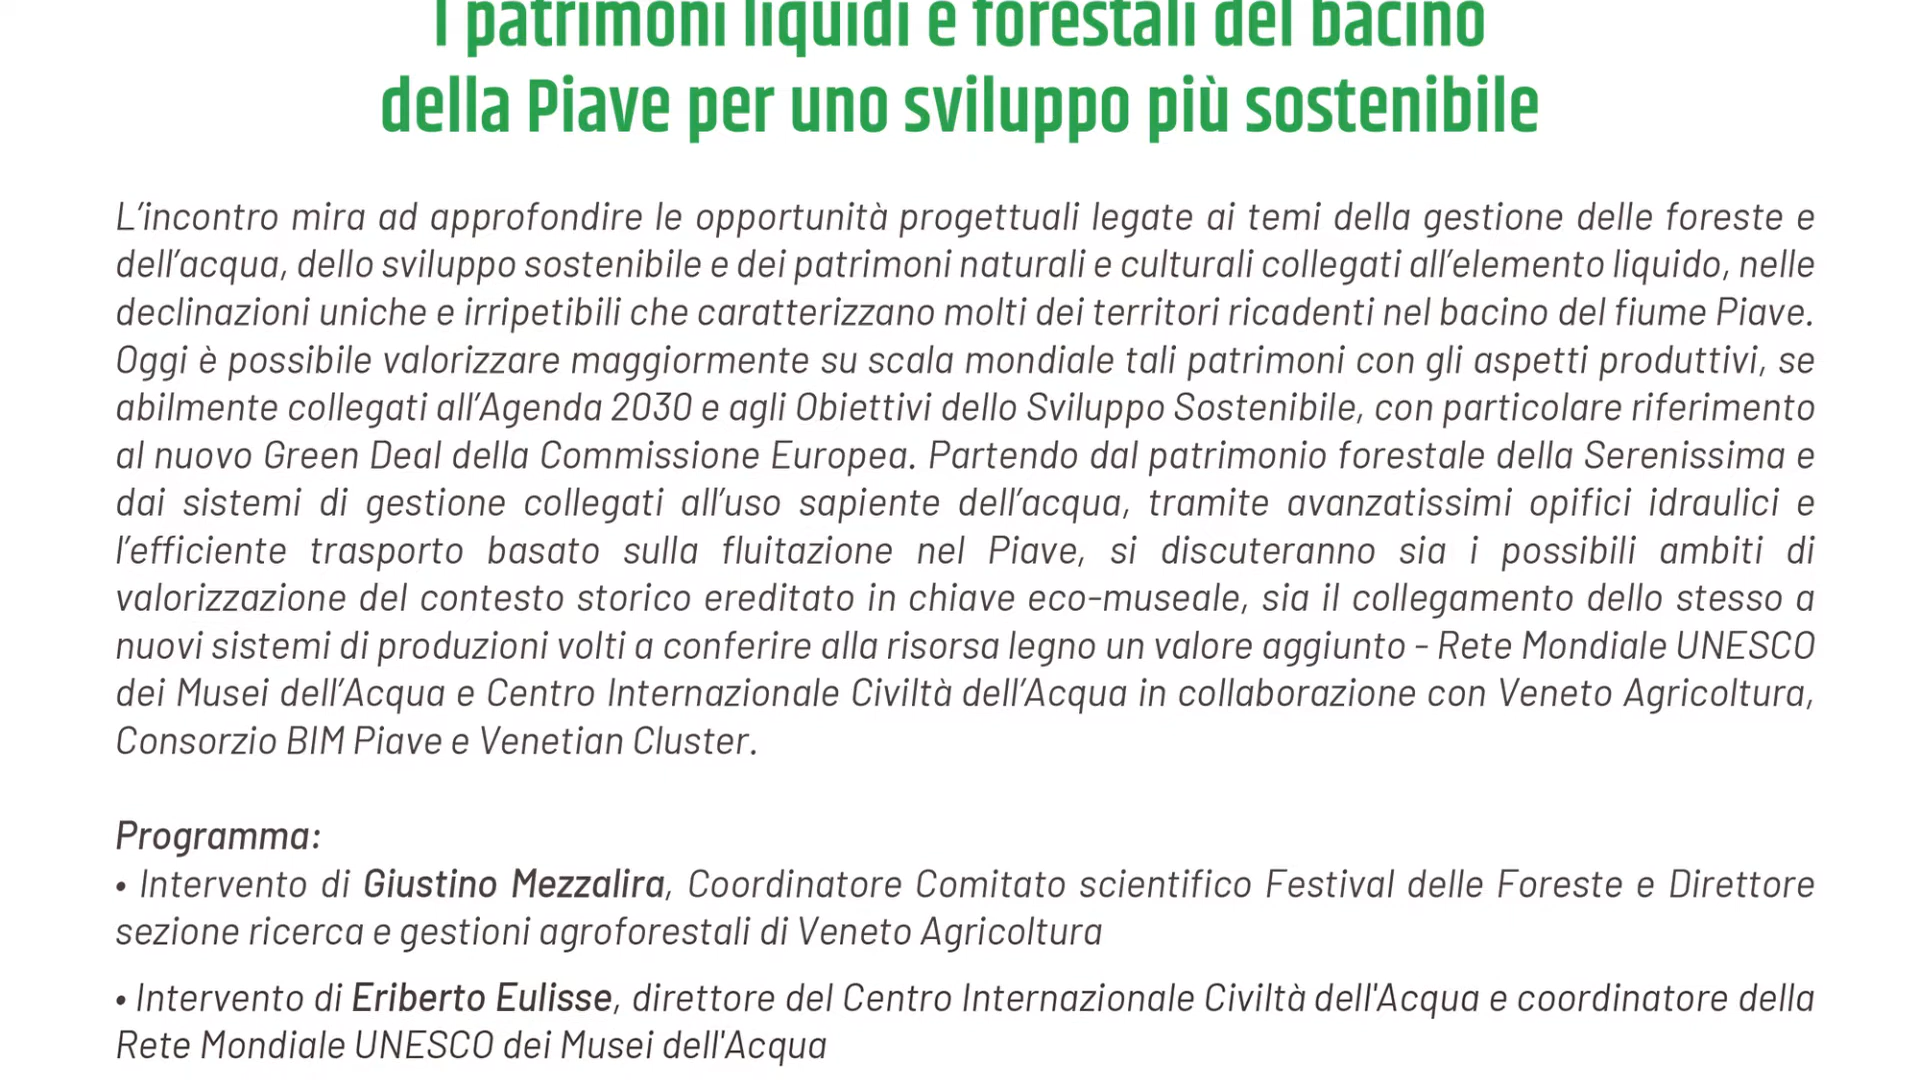 I patrimoni liquidi e forestali del bacino
della Piave per uno sviluppo più sostenibile
L’incontro mira ad approfondire le opportunità progettuali legate ai temi della gestione delle foreste e
dell’acqua, dello sviluppo sostenibile e dei patrimoni naturali e culturali collegati all’elemento liquido, nelle
declinazioni uniche e irripetibili che caratterizzano molti dei territori ricadenti nel bacino del fiume Piave.
Oggi è possibile valorizzare maggiormente su scala mondiale tali patrimoni con gli aspetti produttivi, se
abilmente collegati all’Agenda 2030 e agli Obiettivi dello Sviluppo Sostenibile, con particolare riferimento
al nuovo Green Deal della Commissione Europea. Partendo dal patrimonio forestale della Serenissima e
dai sistemi di gestione collegati all’uso sapiente dell’acqua, tramite avanzatissimi opifici idraulici e
l’efficiente trasporto basato sulla fluitazione nel Piave, si discuteranno sia i possibili ambiti di
valorizzazione del contesto storico ereditato in chiave eco-museale, sia il collegamento dello stesso a
nuovi sistemi di produzioni volti a conferire alla risorsa legno un valore aggiunto - Rete Mondiale UNESCO
dei Musei dell’Acqua e Centro Internazionale Civiltà dell’Acqua in collaborazione con Veneto Agricoltura,
Consorzio BIM Piave e Venetian Cluster.
Programma:
• Intervento di Giustino Mezzalira, Coordinatore Comitato scientifico Festival delle Foreste e Direttore
sezione ricerca e gestioni agroforestali di Veneto Agricoltura
• Intervento di Eriberto Eulisse, direttore del Centro Internazionale Civiltà dell'Acqua e coordinatore della
Rete Mondiale UNESCO dei Musei dell'Acqua